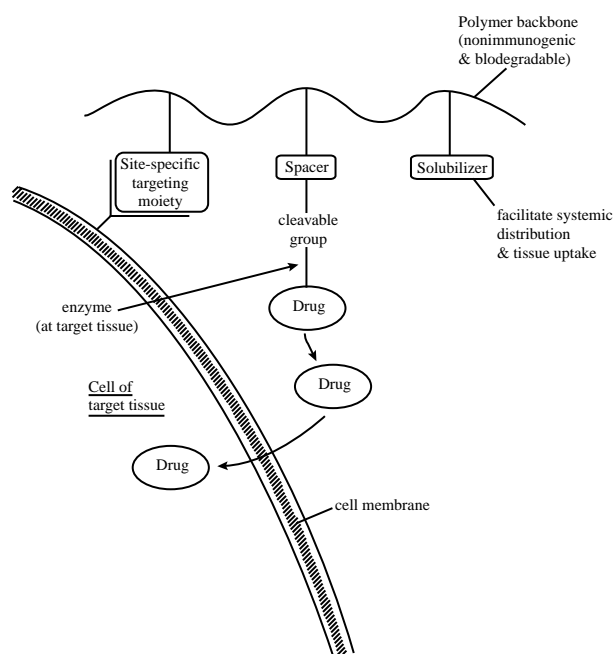 Polymer backbone
(nonimmunogenic
& blodegradable)
Site-specific
targeting
moiety
Spacer
Solubilizer
cleavable
group
facilitate systemic
distribution
& tissue uptake
enzyme
(at target tissue)
Drug
Drug
Cell of
target tissue
Drug
cell membrane